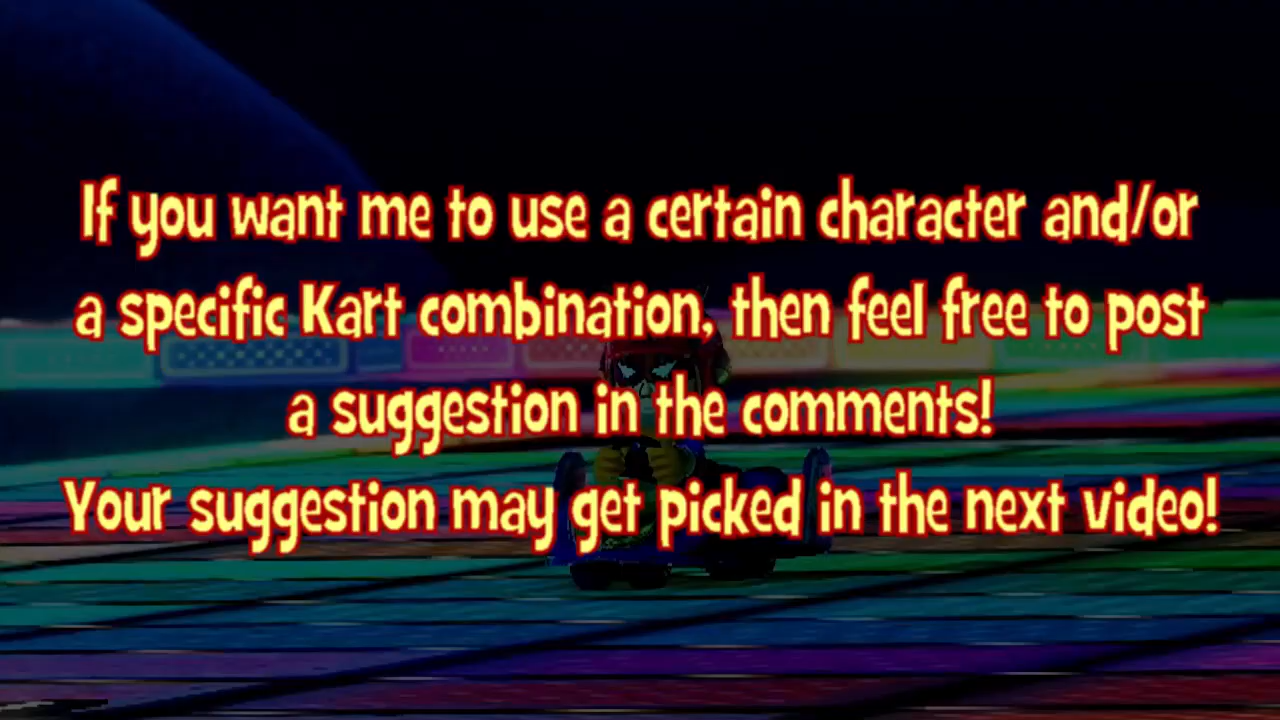 If you want me to use a certain character and/or
a specific Kart combination, then feel free to post
a suggestion in the comments!
Your suggestion may get picked in the next video!